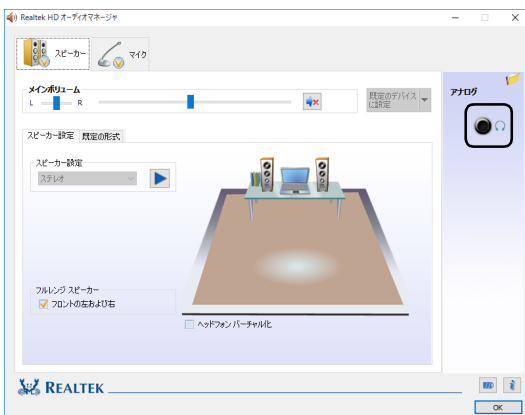 Realtek HD オーディオマネージャ
スピーカー
マイク
メインボリューム
L
R
既定のデバイス
に設定
アナログ
スピーカー設定
既定の形式
スピーカー設定
ステレオ
フルレンジ スピーカー
フロントの左および右
ヘッドフォン バーチャル化
REALTEK
OK